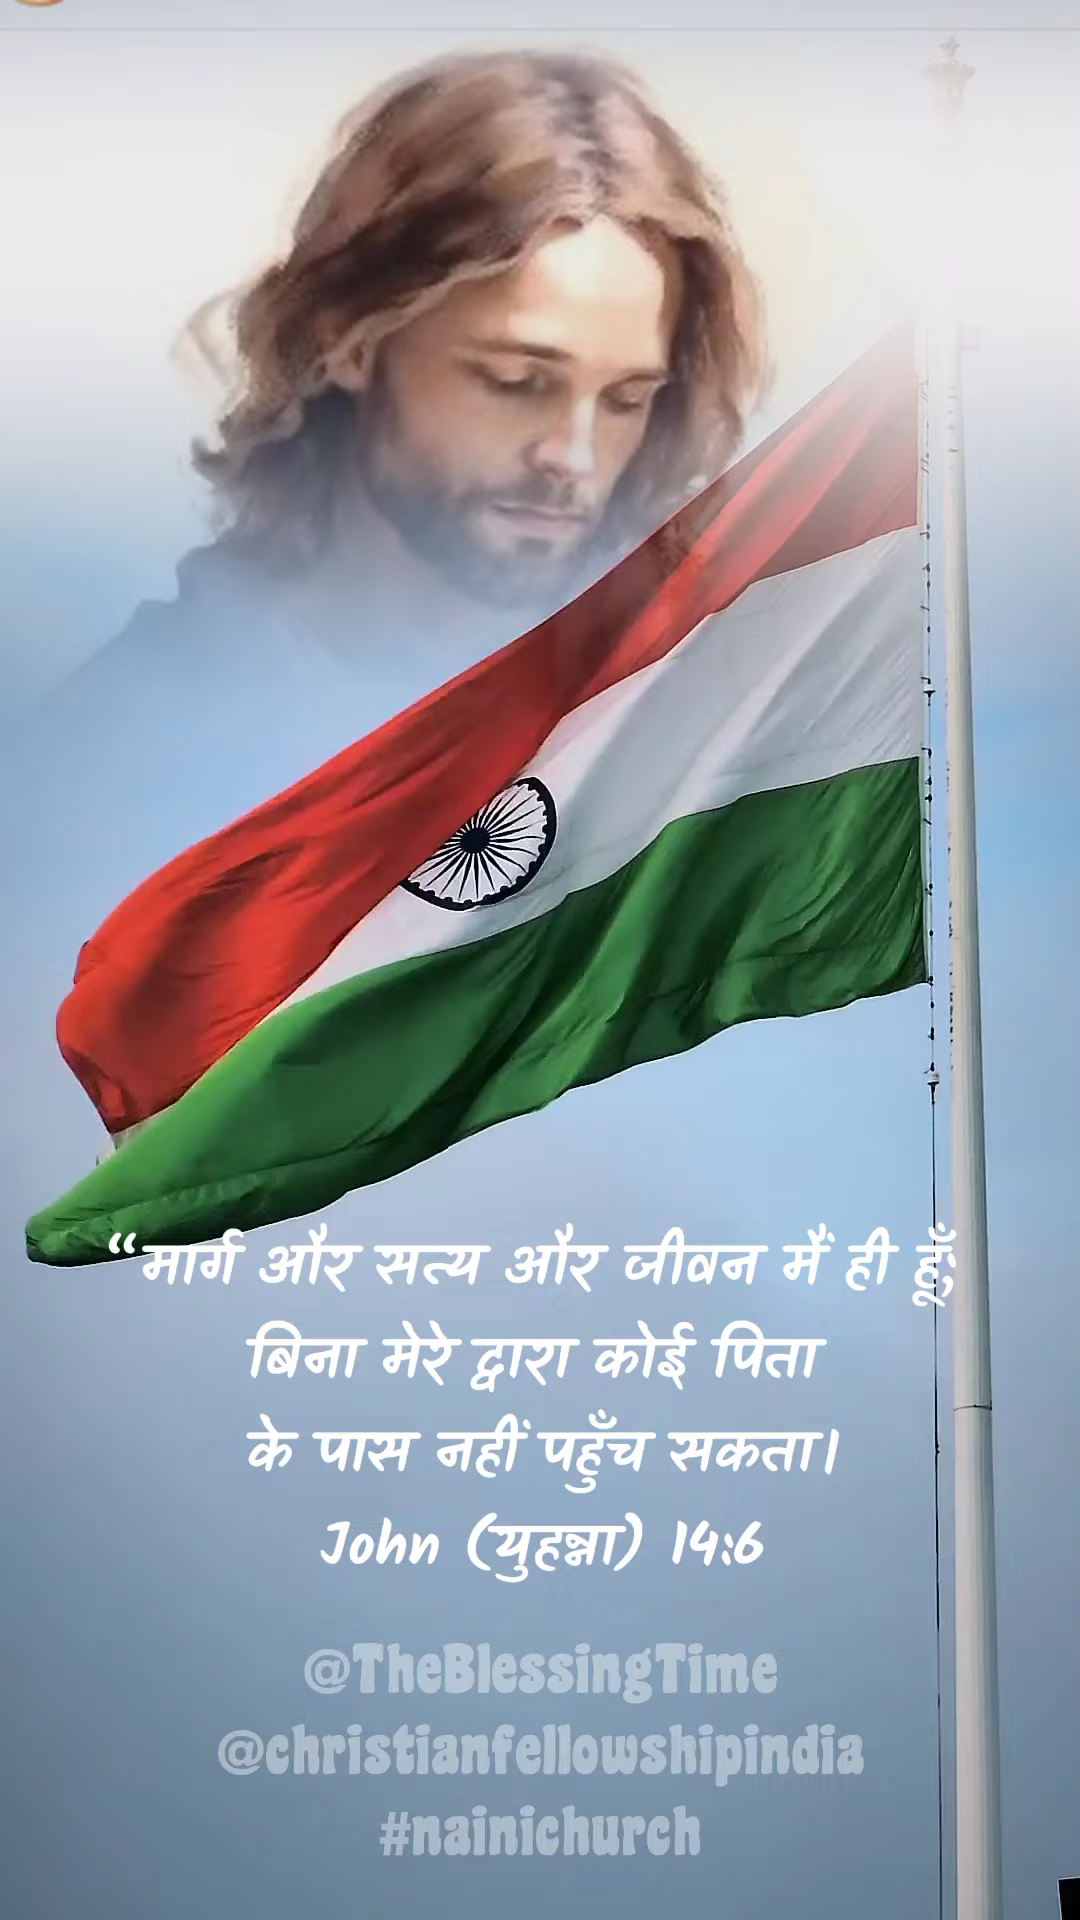 “मार्ग और सत्य और जीवन मैं ही हूँ;
बिना मेरे द्वारा कोई पिता
के पास नहीं पहुँच सकता।
John (युहन्ना) 14:6
@TheBlessingTime
@christianfellowshipindia
#nainichurch